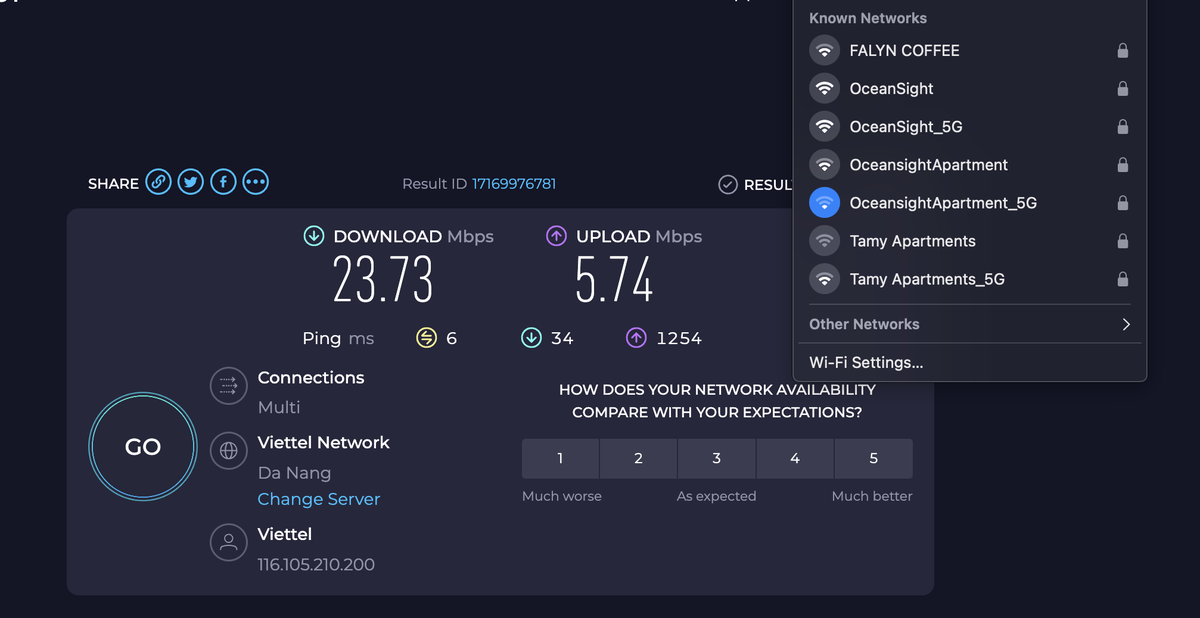 SHARE
Result ID 17169976781
RESUL
DOWNLOAD Mbps
23.73
UPLOAD Mbps
5.74
Ping ms 6 34 1254
GO
Connections
Multi
Viettel Network
Da Nang
Change Server
Viettel
116.105.210.200
HOW DOES YOUR NETWORK AVAILABILITY
COMPARE WITH YOUR EXPECTATIONS?
1 2 3 4 5
Much worse As expected Much better
Known Networks
FALYN COFFEE
OceanSight
OceanSight_5G
OceansightApartment
OceansightApartment_5G
Tamy Apartments
Tamy Apartments_5G
Other Networks
Wi-Fi Settings...